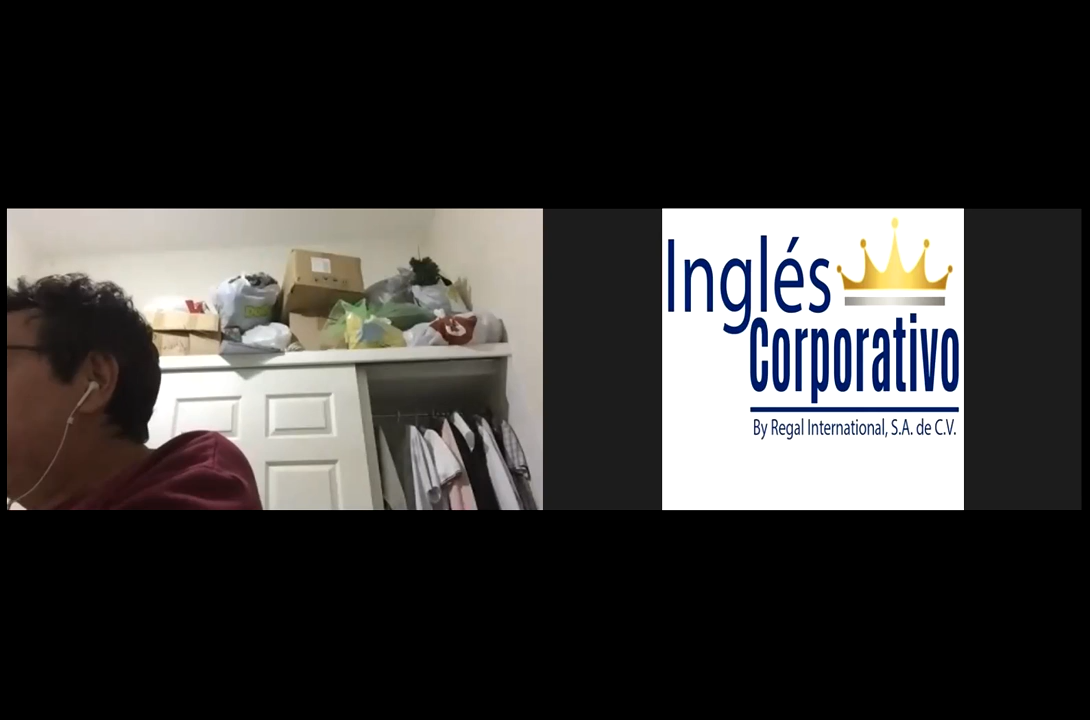 Inglés
Corporativo
By Regal International, S.A. de C.V.